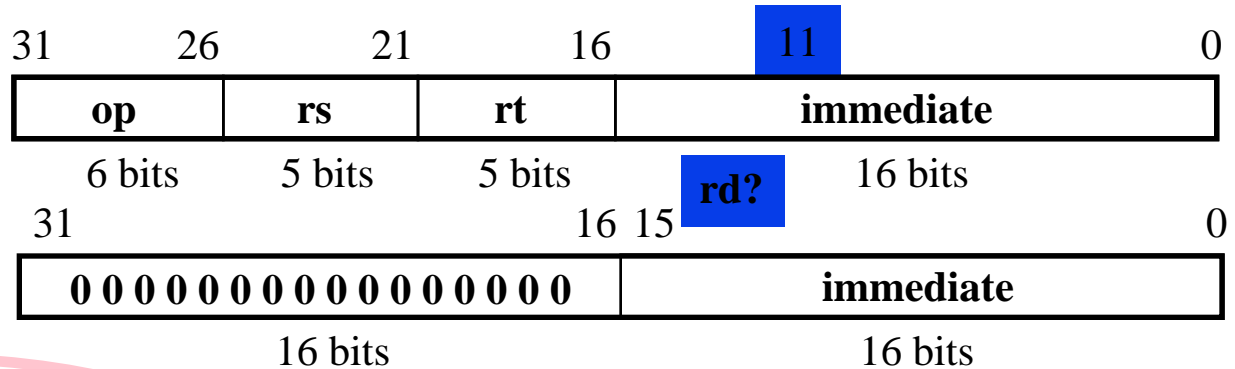 31 26 21 16 11 0
op rs rt immediate
6 bits 5 bits 5 bits rd? 16 bits
31 16 15 0
0 0 0 0 0 0 0 0 0 0 0 0 0 0 0 0 immediate
16 bits 16 bits